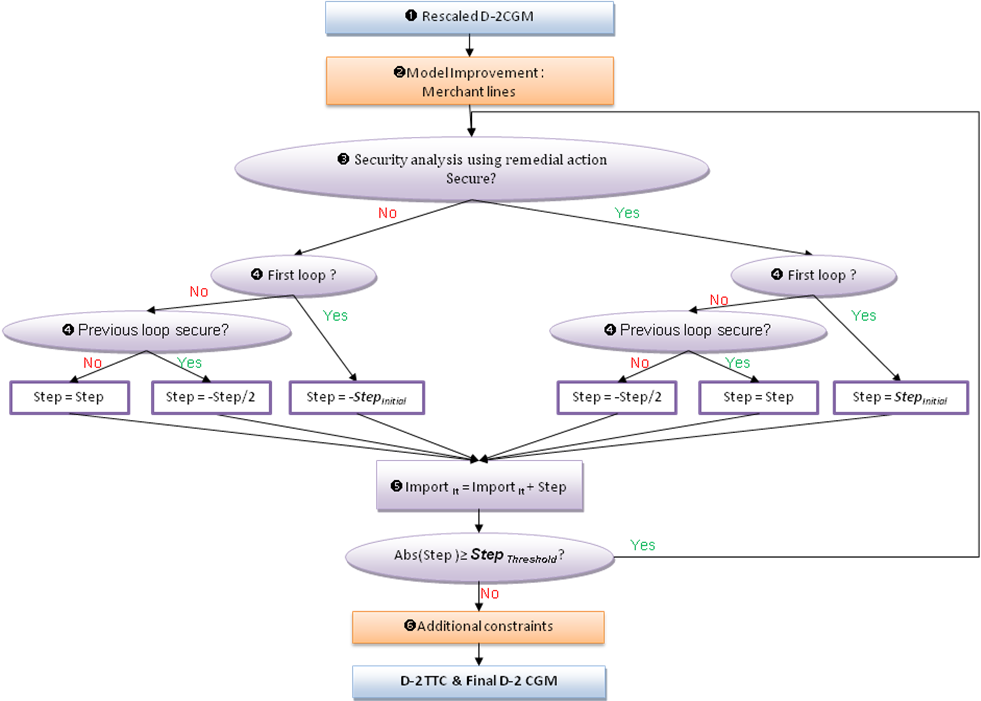 ❶ Rescaled D-2CGM
❷Model Improvement:
Merchant lines
❸ Security analysis using remedial action
Secure?
No
Yes
❹ First loop ?
❹ First loop ?
No
Yes
No
Yes
❹ Previous loop secure?
❹ Previous loop secure?
No
Yes
No
Yes
Step = Step
Step = -Step/2
Step = -Step Initial
Step = -Step/2
Step = Step
Step = Step Initial
❺ Import It = Import It + Step
Abs(Step)≥ Step Threshold?
Yes
No
❻Additional constraints
D-2TTC & Final D-2 CGM